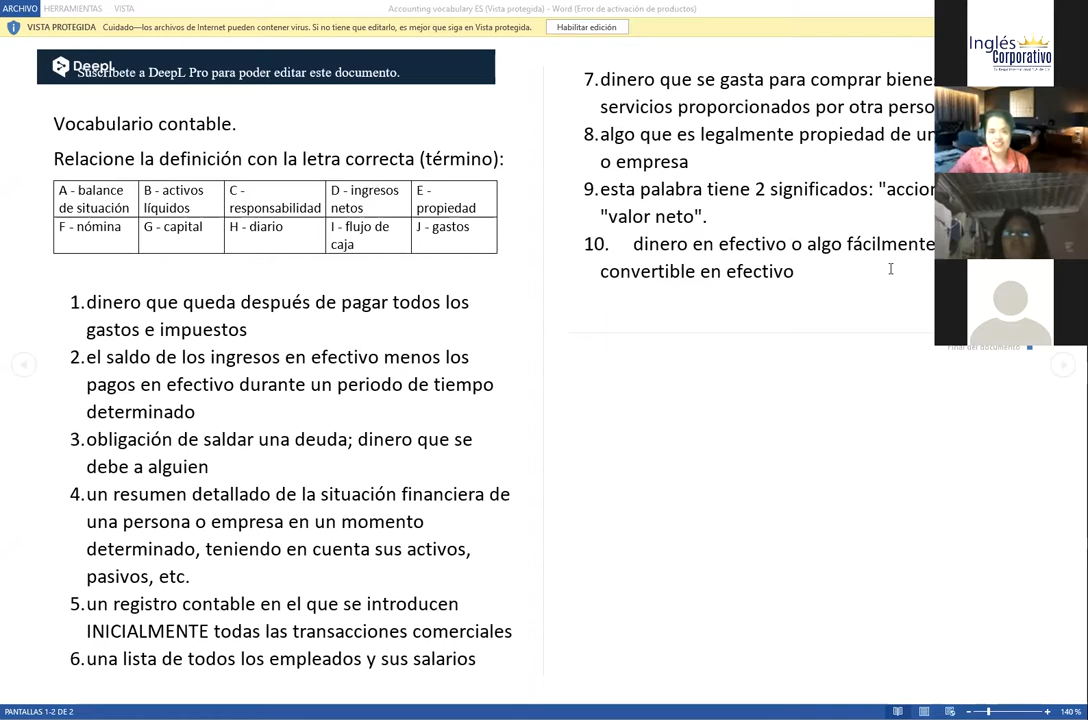 ARCHIVO HERRAMIENTAS VISTA
Accounting vocabulary ES (Vista protegida) - Word (Error de activación de productos)
VISTA PROTEGIDA Cuidado—los archivos de Internet pueden contener virus. Si no tiene que editarlo, es mejor que siga en Vista protegida. Habilitar edición
DeepL
Suscríbete a DeepL Pro para poder editar este documento.
Vocabulario contable.
Relacione la definición con la letra correcta (término):
A - balance de situación
B - activos líquidos
C - responsabilidad
D - ingresos netos
E - propiedad
F - nómina
G - capital
H - diario
I - flujo de caja
J - gastos
1. dinero que queda después de pagar todos los
gastos e impuestos
2. el saldo de los ingresos en efectivo menos los
pagos en efectivo durante un periodo de tiempo
determinado
3. obligación de saldar una deuda; dinero que se
debe a alguien
4. un resumen detallado de la situación financiera de
una persona o empresa en un momento
determinado, teniendo en cuenta sus activos,
pasivos, etc.
5. un registro contable en el que se introducen
INICIALMENTE todas las transacciones comerciales
6. una lista de todos los empleados y sus salarios
7. dinero que se gasta para comprar biene
servicios proporcionados por otra perso
8. algo que es legalmente propiedad de un
o empresa
9. esta palabra tiene 2 significados: "accion
"valor neto".
10. dinero en efectivo o algo fácilmente
convertible en efectivo
Final del documento
Inglés
Corporativo
PANTALLAS 1-2 DE 2
140 %